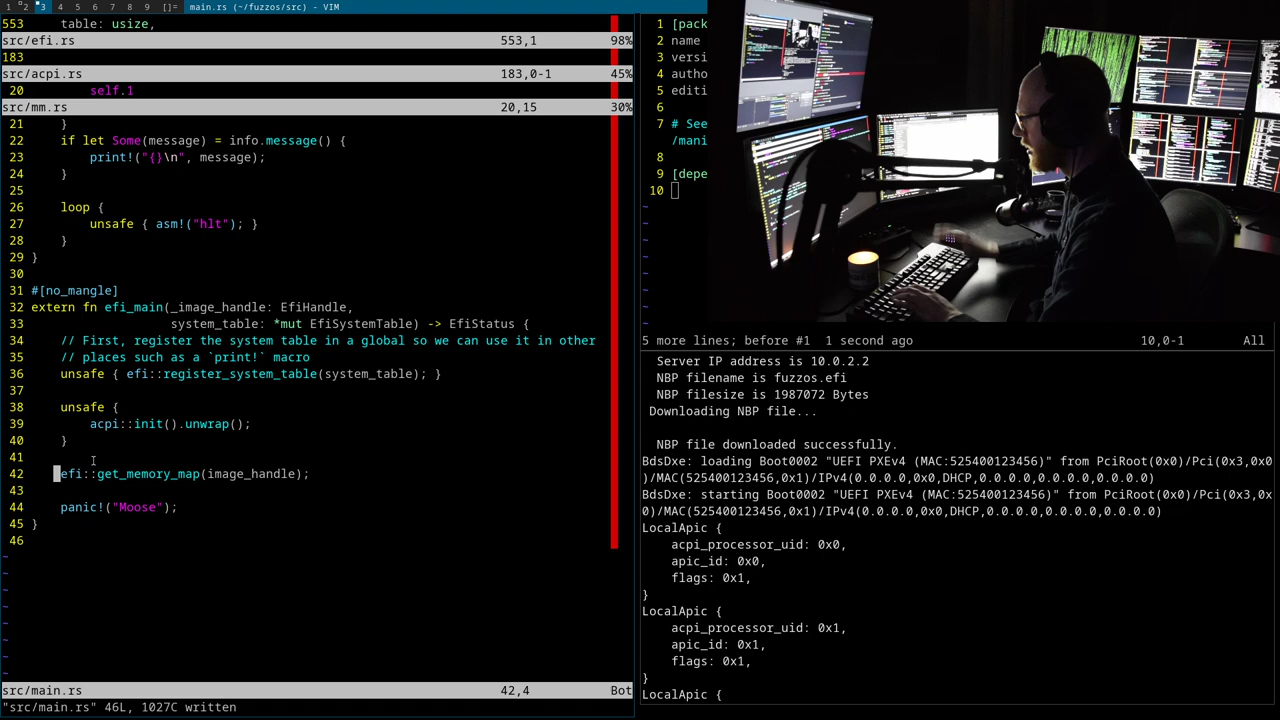 1 2 3 4 5 6 7 8 9 []= main.rs (~/fuzzos/src) - VIM
553     table: usize,
src/efi.rs 553,1 98%
183
src/acpi.rs 183,0-1 45%
20         self.1
src/mm.rs 20,15 30%
21     }
22     if let Some(message) = info.message() {
23         print!("{}\n", message);
24     }
25
26     loop {
27         unsafe { asm!("hlt"); }
28     }
29 }
30
31 #[no_mangle]
32 extern fn efi_main(_image_handle: EfiHandle,
33                    system_table: *mut EfiSystemTable) -> EfiStatus {
34     // First, register the system table in a global so we can use it in other
35     // places such as a `print!` macro
36     unsafe { efi::register_system_table(system_table); }
37
38     unsafe {
39         acpi::init().unwrap();
40     }
41
42     efi::get_memory_map(image_handle);
43
44     panic!("Moose");
45 }
46
~
~
~
~
~
~
~
~
src/main.rs 42,4 Bot
"src/main.rs" 46L, 1027C written
1 [pack
2 name
3 versi
4 autho
5 editi
6
7 # See
/mani
8
9 [depe
10
~
~
~
~
~
~
~
~
5 more lines; before #1  1 second ago 10,0-1 All
Server IP address is 10.0.2.2
NBP filename is fuzzos.efi
NBP filesize is 1987072 Bytes
Downloading NBP file...
NBP file downloaded successfully.
BdsDxe: loading Boot0002 "UEFI PXEv4 (MAC:525400123456)" from PciRoot(0x0)/Pci(0x3,0x0
)/MAC(525400123456,0x1)/IPv4(0.0.0.0,0x0,DHCP,0.0.0.0,0.0.0.0,0.0.0.0)
BdsDxe: starting Boot0002 "UEFI PXEv4 (MAC:525400123456)" from PciRoot(0x0)/Pci(0x3,0x
0)/MAC(525400123456,0x1)/IPv4(0.0.0.0,0x0,DHCP,0.0.0.0,0.0.0.0,0.0.0.0)
LocalApic {
    acpi_processor_uid: 0x0,
    apic_id: 0x0,
    flags: 0x1,
}
LocalApic {
    acpi_processor_uid: 0x1,
    apic_id: 0x1,
    flags: 0x1,
}
LocalApic {